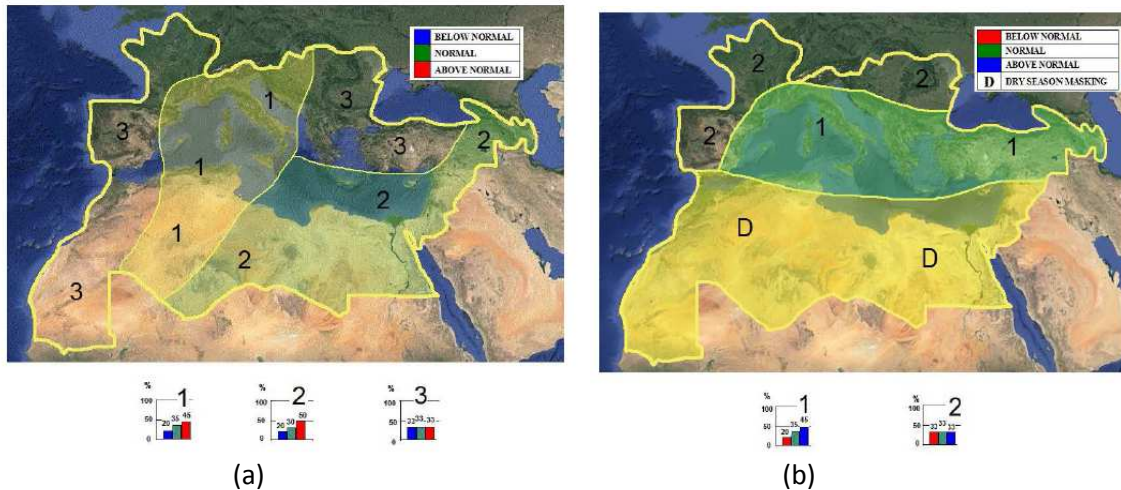 BELOW NORMAL
NORMAL
ABOVE NORMAL
3
1
3
2
3
3
1
2
1
2
3
BELOW NORMAL
NORMAL
ABOVE NORMAL
D DRY SEASON MASKING
2
2
2
1
1
D
D
% 1
100
50
0
20 35 45
% 2
100
50
0
20 30 50
% 3
100
50
0
33 33 33
% 1
100
50
0
20 35 45
% 2
100
50
0
33 33 33
(a)
(b)